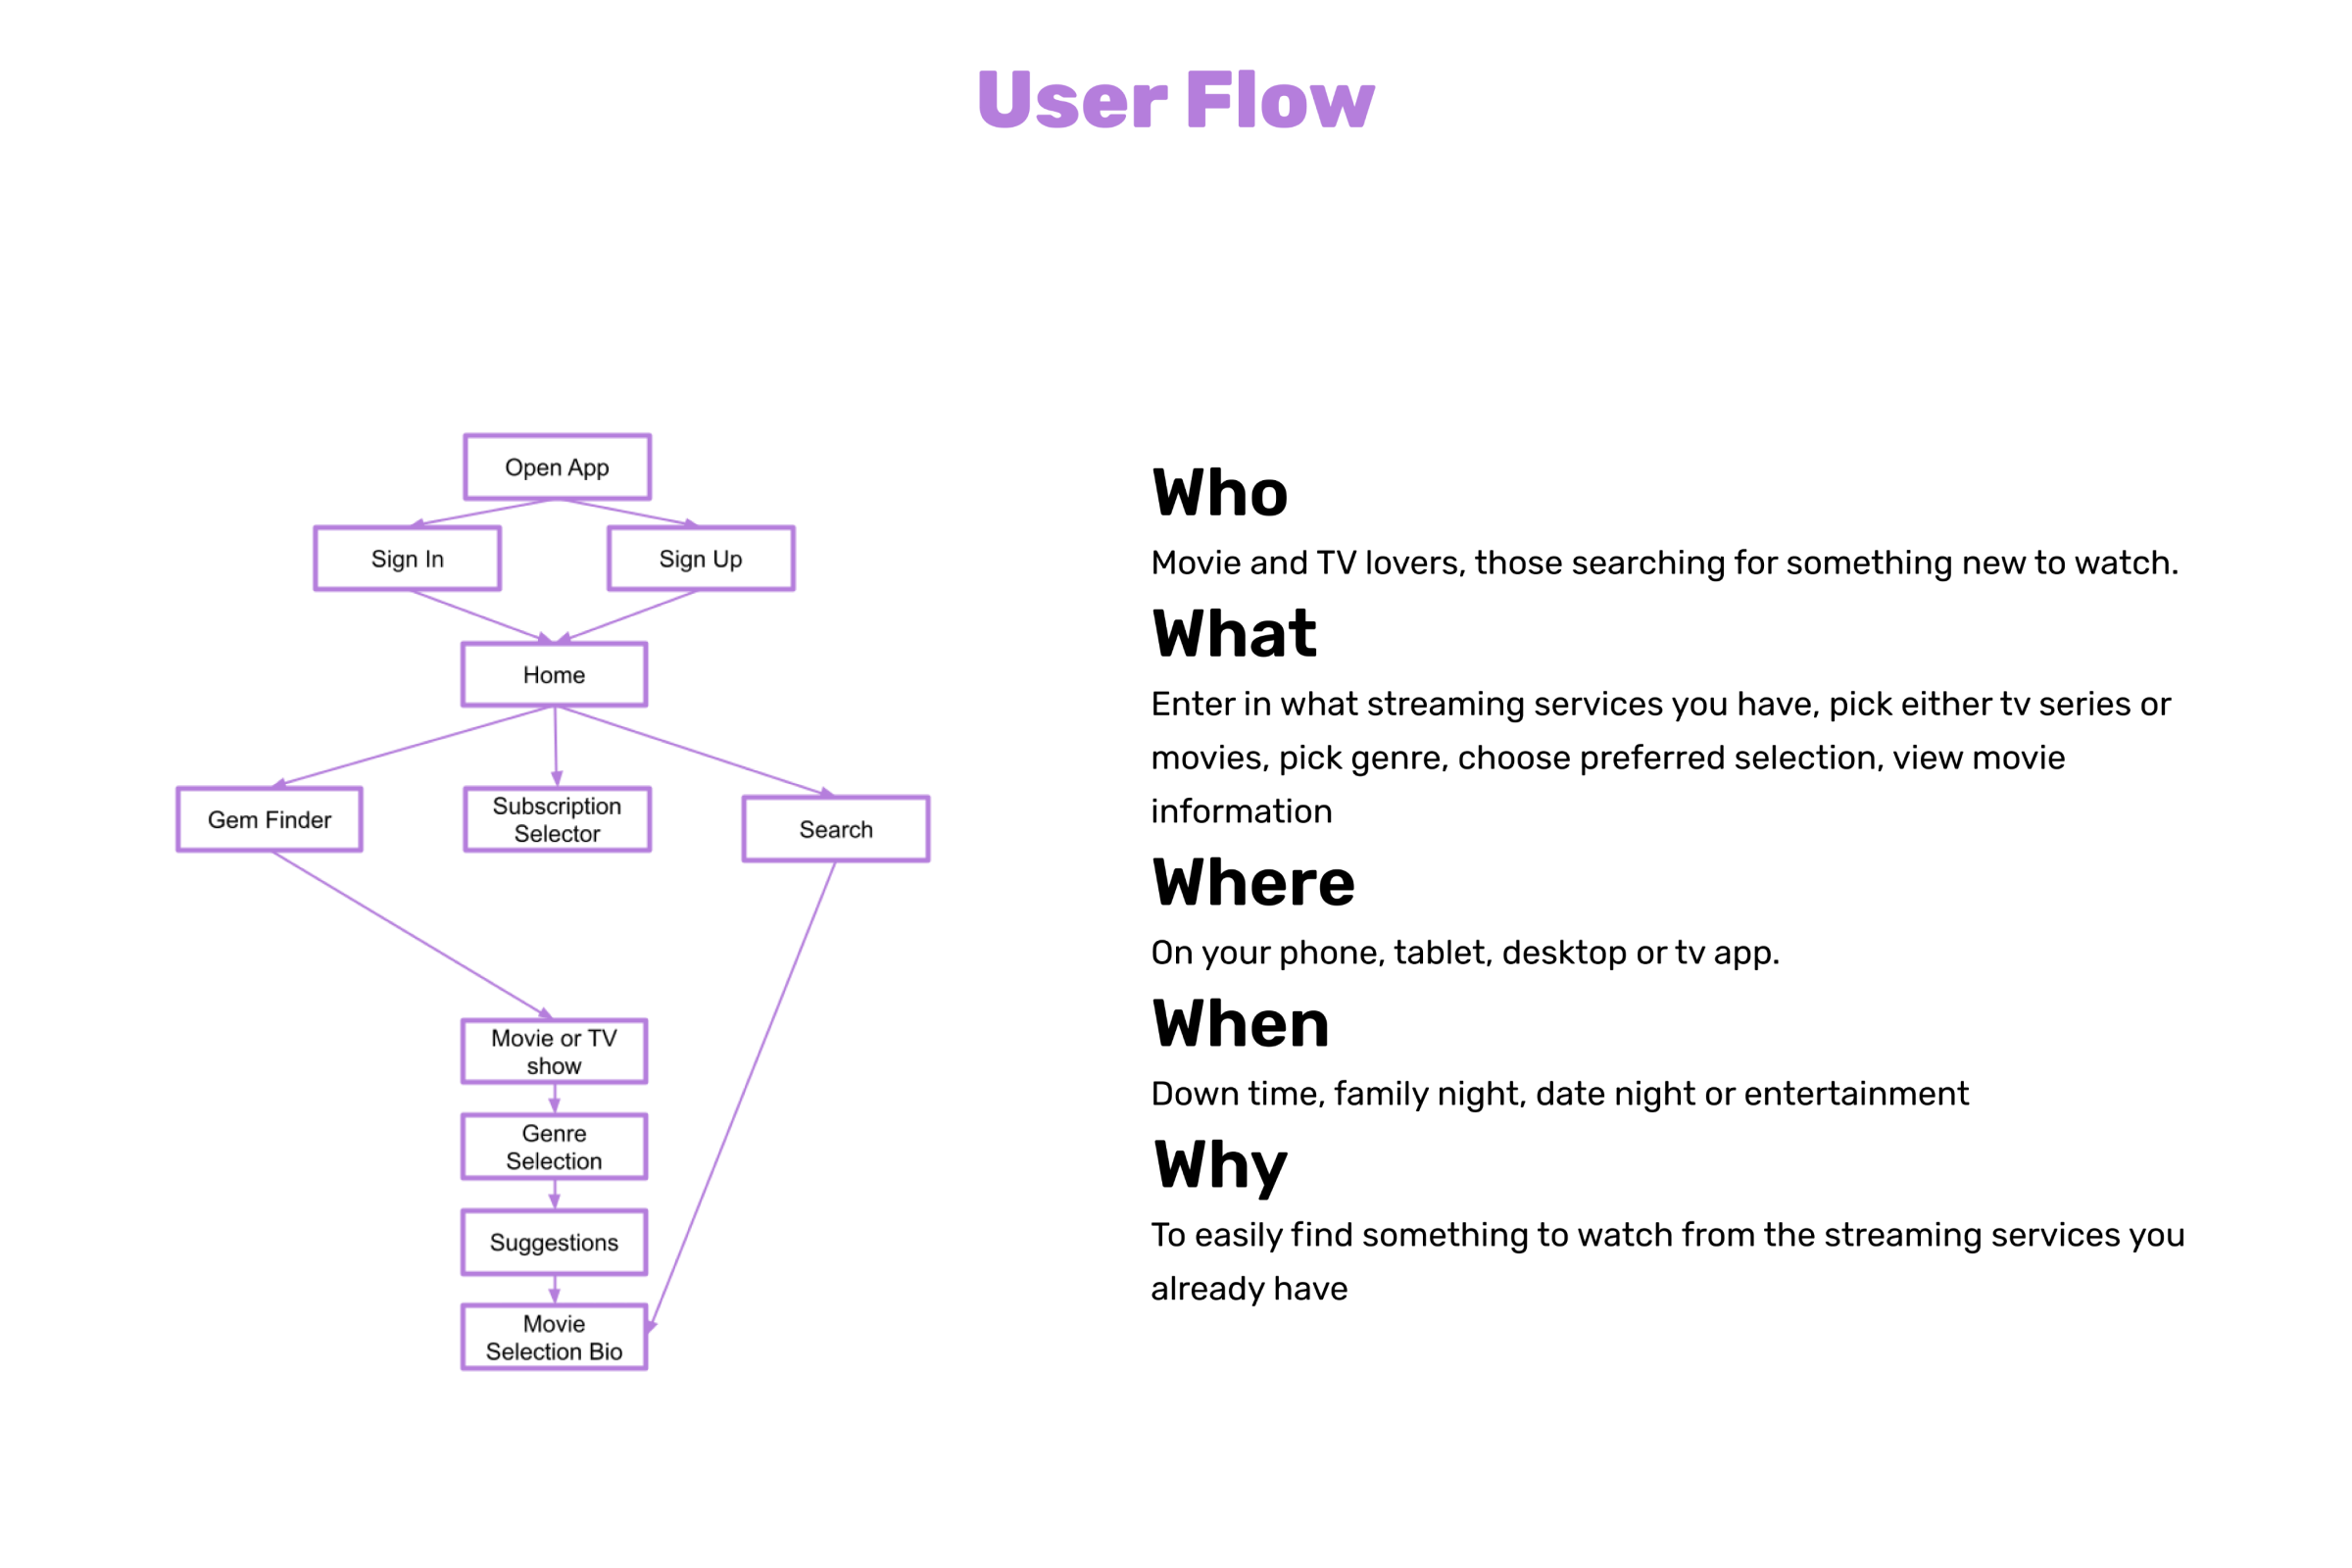 User Flow
Open App
Sign In
Sign Up
Home
Gem Finder
Subscription
Selector
Search
Movie or TV
show
Genre
Selection
Suggestions
Movie
Selection Bio
Who
Movie and TV lovers, those searching for something new to watch.
What
Enter in what streaming services you have, pick either tv series or
movies, pick genre, choose preferred selection, view movie
information
Where
On your phone, tablet, desktop or tv app.
When
Down time, family night, date night or entertainment
Why
To easily find something to watch from the streaming services you
already have